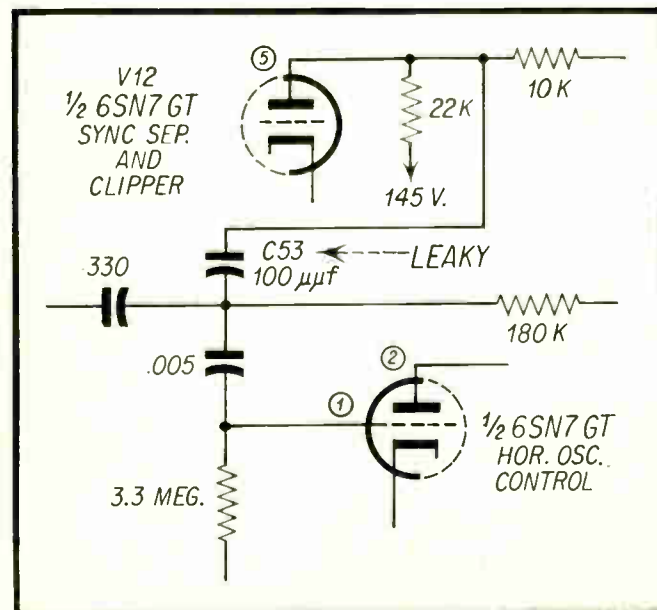 V12
½ 6SN7 GT
SYNC SEP.
AND
CLIPPER
⑤
22K
10K
145 V.
C53
100 μμf
LEAKY
330
180 K
.005
②
①
½ 6SN7 GT
HOR. OSC.
CONTROL
3.3 MEG.